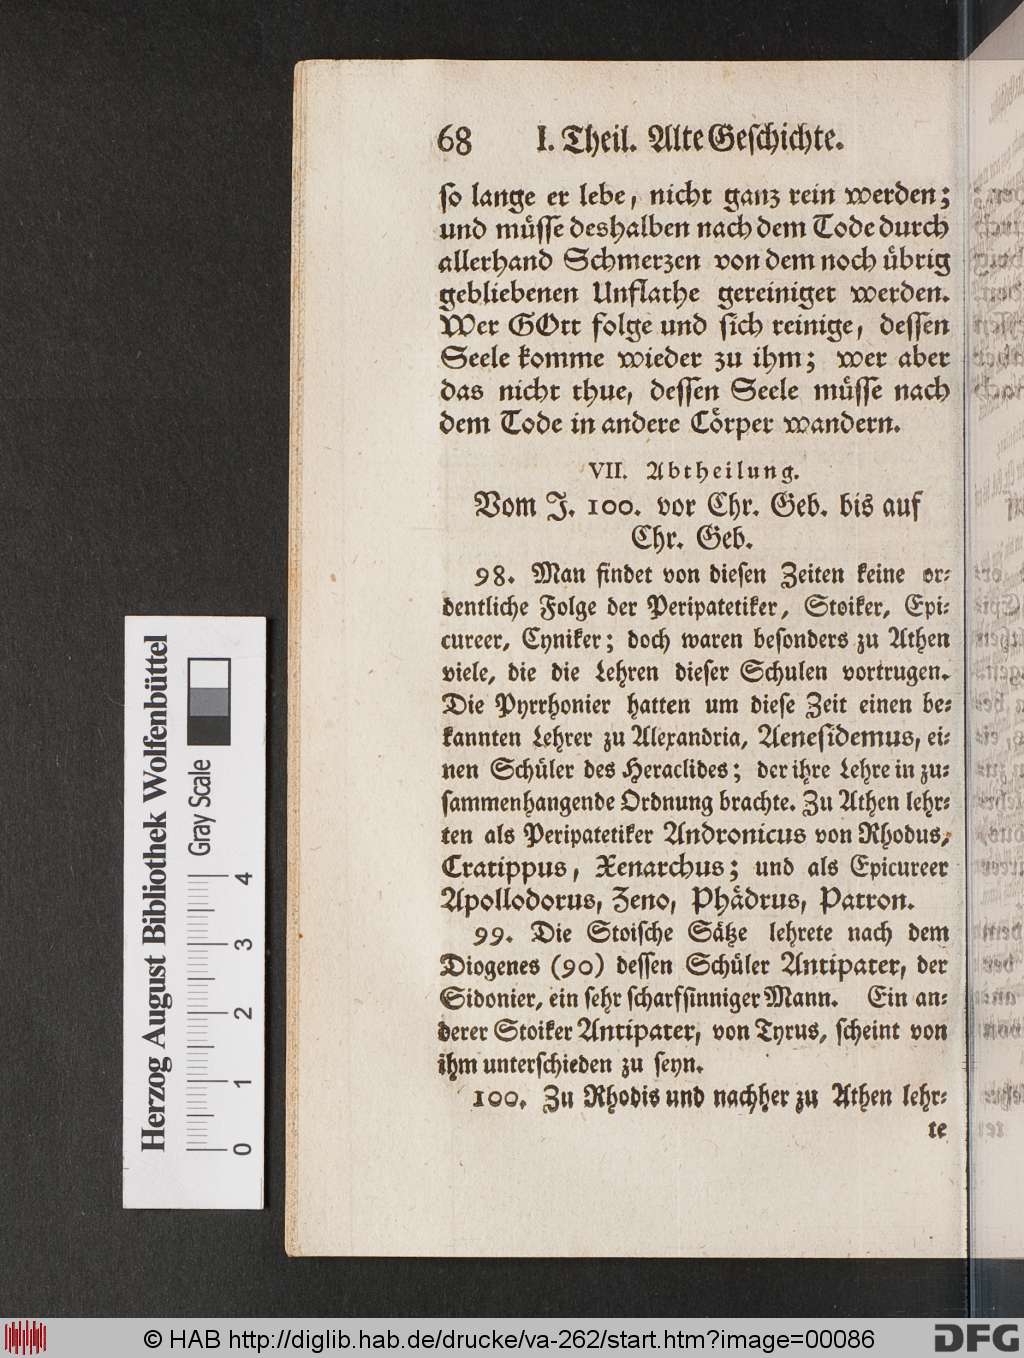 68 I. Theil. Alte Geschichte.
so lange er lebe, nicht ganz rein werden;
und müsse deshalben nach dem Tode durch
allerhand Schmerzen von dem noch übrig
gebliebenen Unflathe gereiniget werden.
Wer GOtt folge und sich reinige, dessen
Seele komme wieder zu ihm; wer aber
das nicht thue, dessen Seele müsse nach
dem Tode in andere Cörper wandern.
VII. Abtheilung.
Vom J. 100. vor Chr. Geb. bis auf
Chr. Geb.
98. Man findet von diesen Zeiten keine or-
dentliche Folge der Peripatetiker, Stoiker, Epi-
cureer, Cyniker; doch waren besonders zu Athen
viele, die die Lehren dieser Schulen vortrugen.
Die Pyrrhonier hatten um diese Zeit einen be-
kannten Lehrer zu Alexandria, Aenesidemus, ei-
nen Schüler des Heraclides; der ihre Lehre in zu-
sammenhangende Ordnung brachte. Zu Athen lehr-
ten als Peripatetiker Andronicus von Rhodus,
Cratippus, Xenarchus; und als Epicureer
Apollodorus, Zeno, Phädrus, Patron.
99. Die Stoische Sätze lehrete nach dem
Diogenes (90) dessen Schüler Antipater, der
Sidonier, ein sehr scharfsinniger Mann. Ein an-
derer Stoiker Antipater, von Tyrus, scheint von
ihm unterschieden zu seyn.
100. Zu Rhodis und nachher zu Athen lehr-
te
Herzog August Bibliothek Wolfenbüttel
Gray Scale
0 1 2 3 4
© HAB http://diglib.hab.de/drucke/va-262/start.htm?image=00086
DFG